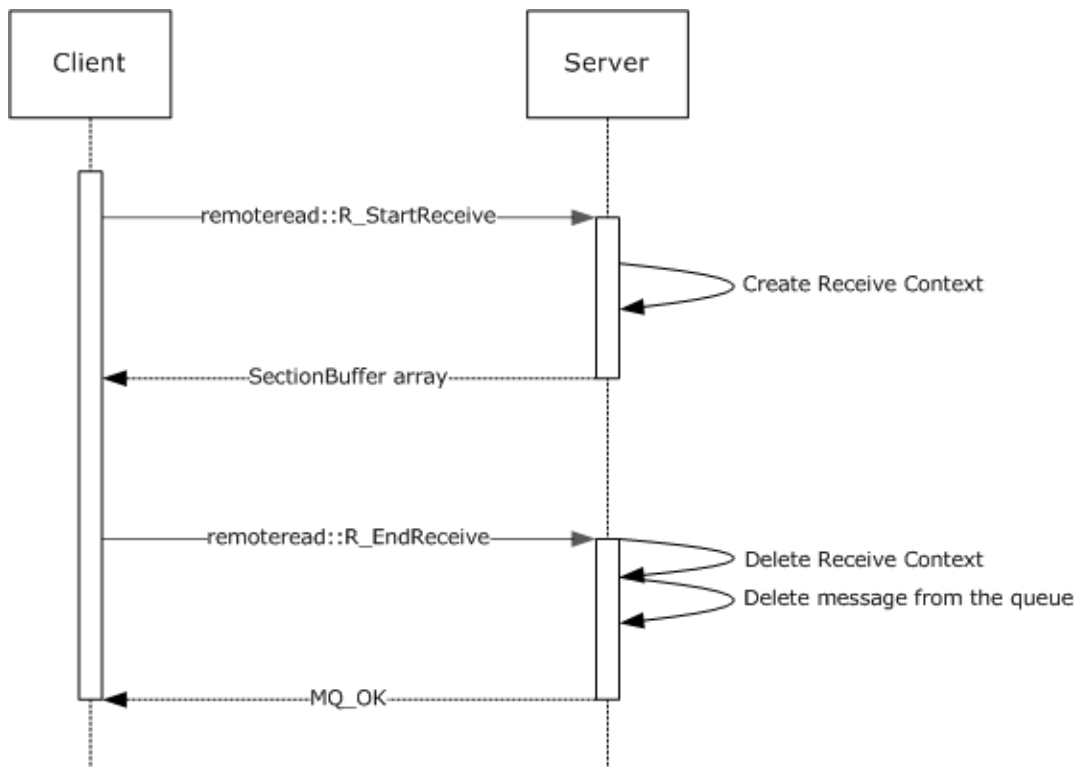 Client
Server
remoteread::R_StartReceive
Create Receive Context
SectionBuffer array
remoteread::R_EndReceive
Delete Receive Context
Delete message from the queue
MQ_OK